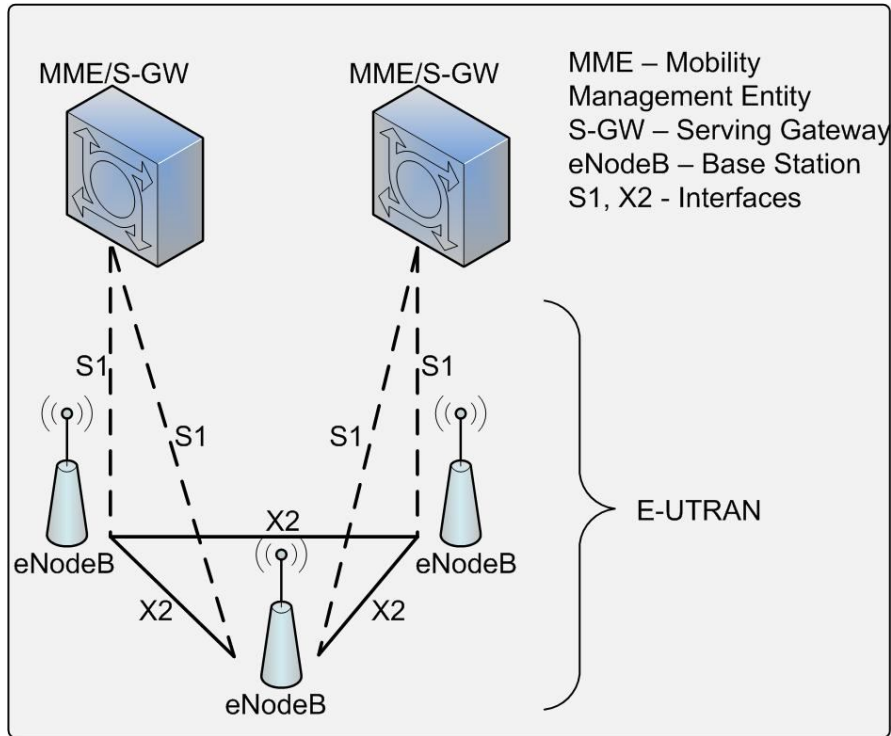 MME/S-GW
MME/S-GW
MME – Mobility
Management Entity
S-GW – Serving Gateway
eNodeB – Base Station
S1, X2 - Interfaces
S1
S1
S1
S1
X2
E-UTRAN
eNodeB
eNodeB
X2
X2
eNodeB